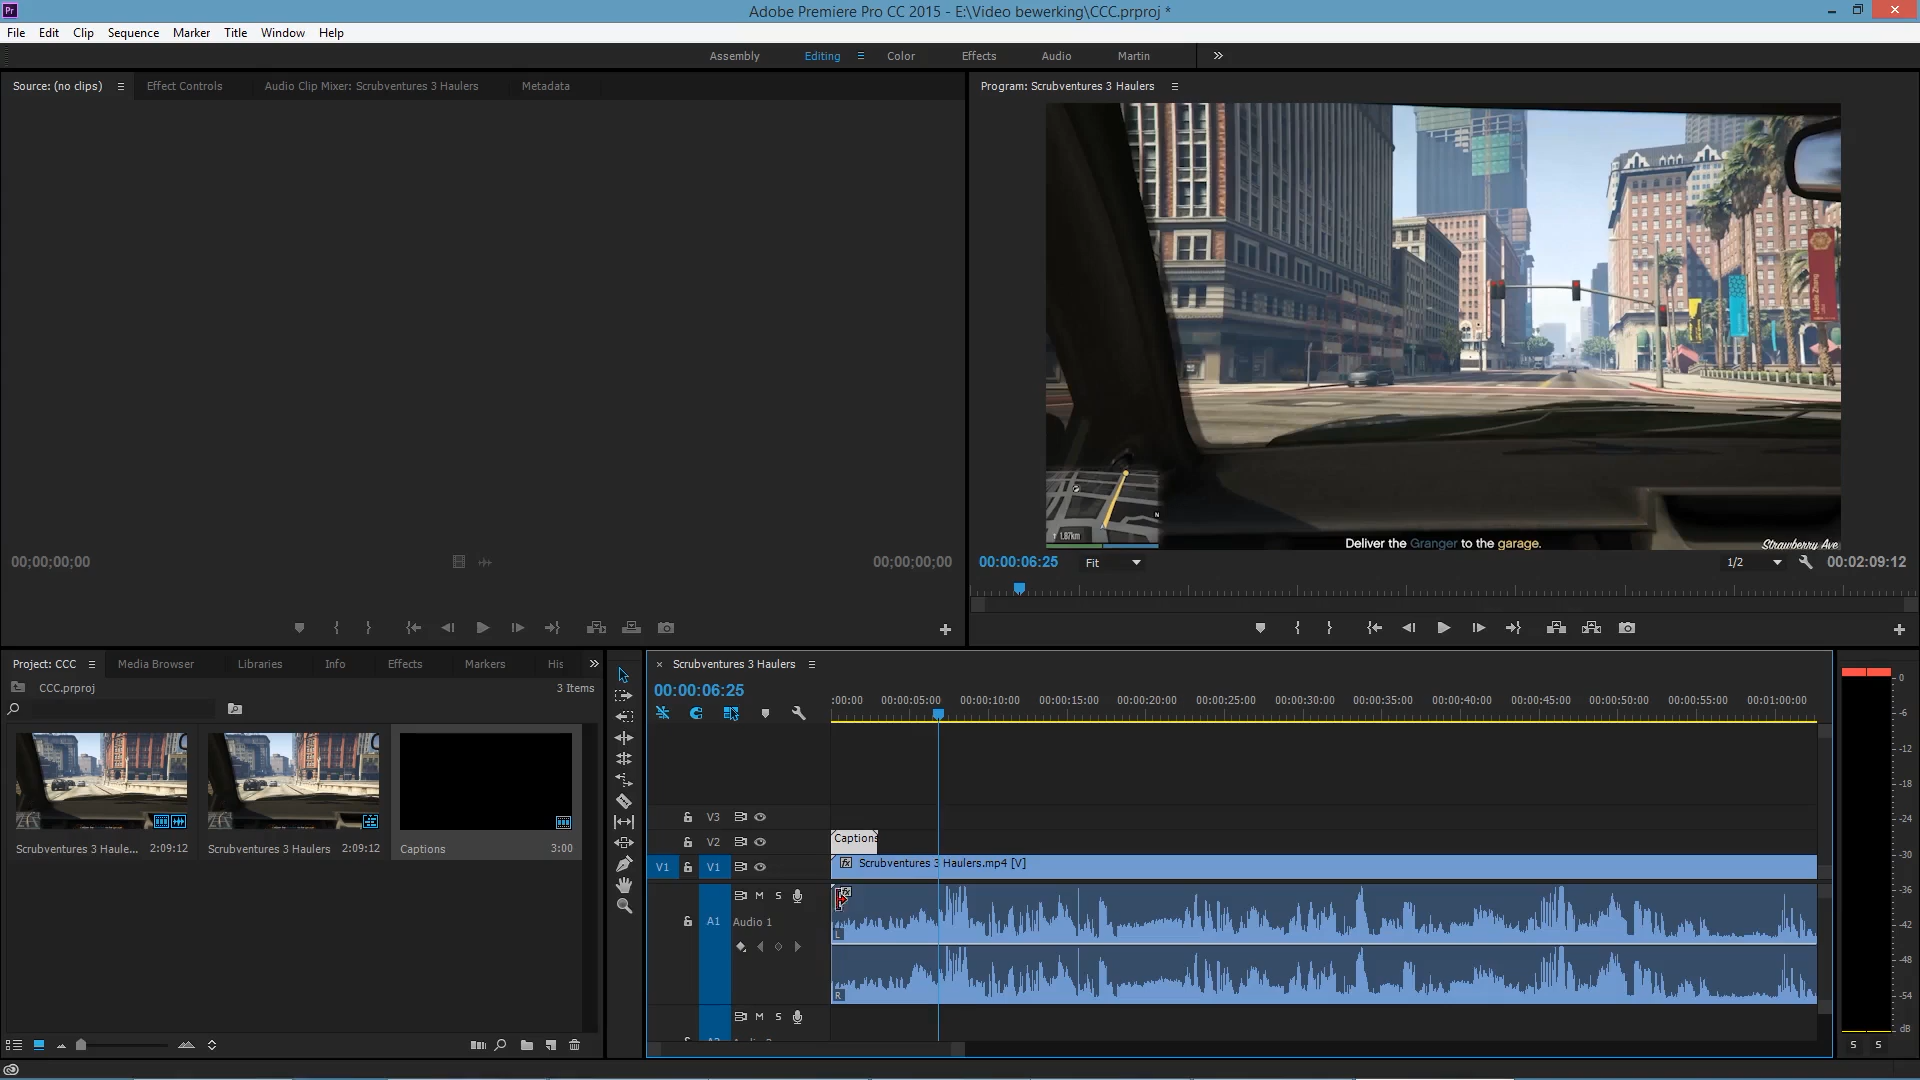 Adobe Premiere Pro CC 2015 - E:\Video bewerking\CCC.prproj *
File Edit Clip Sequence Marker Title Window Help
Assembly Editing Color Effects Audio Martin
Source: (no clips) Effect Controls Audio Clip Mixer: Scrubventures 3 Haulers Metadata
Program: Scrubventures 3 Haulers
1.87km
N
Deliver the Granger to the garage.
Strawberry Ave
00;00;00;00 00;00;00;00
00:00:06:25 Fit 1/2 00:02:09:12
Project: CCC Media Browser Libraries Info Effects Markers His
CCC.prproj 3 Items
Scrubventures 3 Haule... 2:09:12
Scrubventures 3 Haulers 2:09:12
Captions 3:00
× Scrubventures 3 Haulers
00:00:06:25
:00:00 00:00:05:00 00:00:10:00 00:00:15:00 00:00:20:00 00:00:25:00 00:00:30:00 00:00:35:00 00:00:40:00 00:00:45:00 00:00:50:00 00:00:55:00 00:01:00:00
V3
V2 Captions
V1 V1 fx Scrubventures 3 Haulers.mp4 [V]
M S
A1 Audio 1
L
R
M S
0
-6
-12
-18
-24
-30
-36
-42
-48
-54
dB
S S